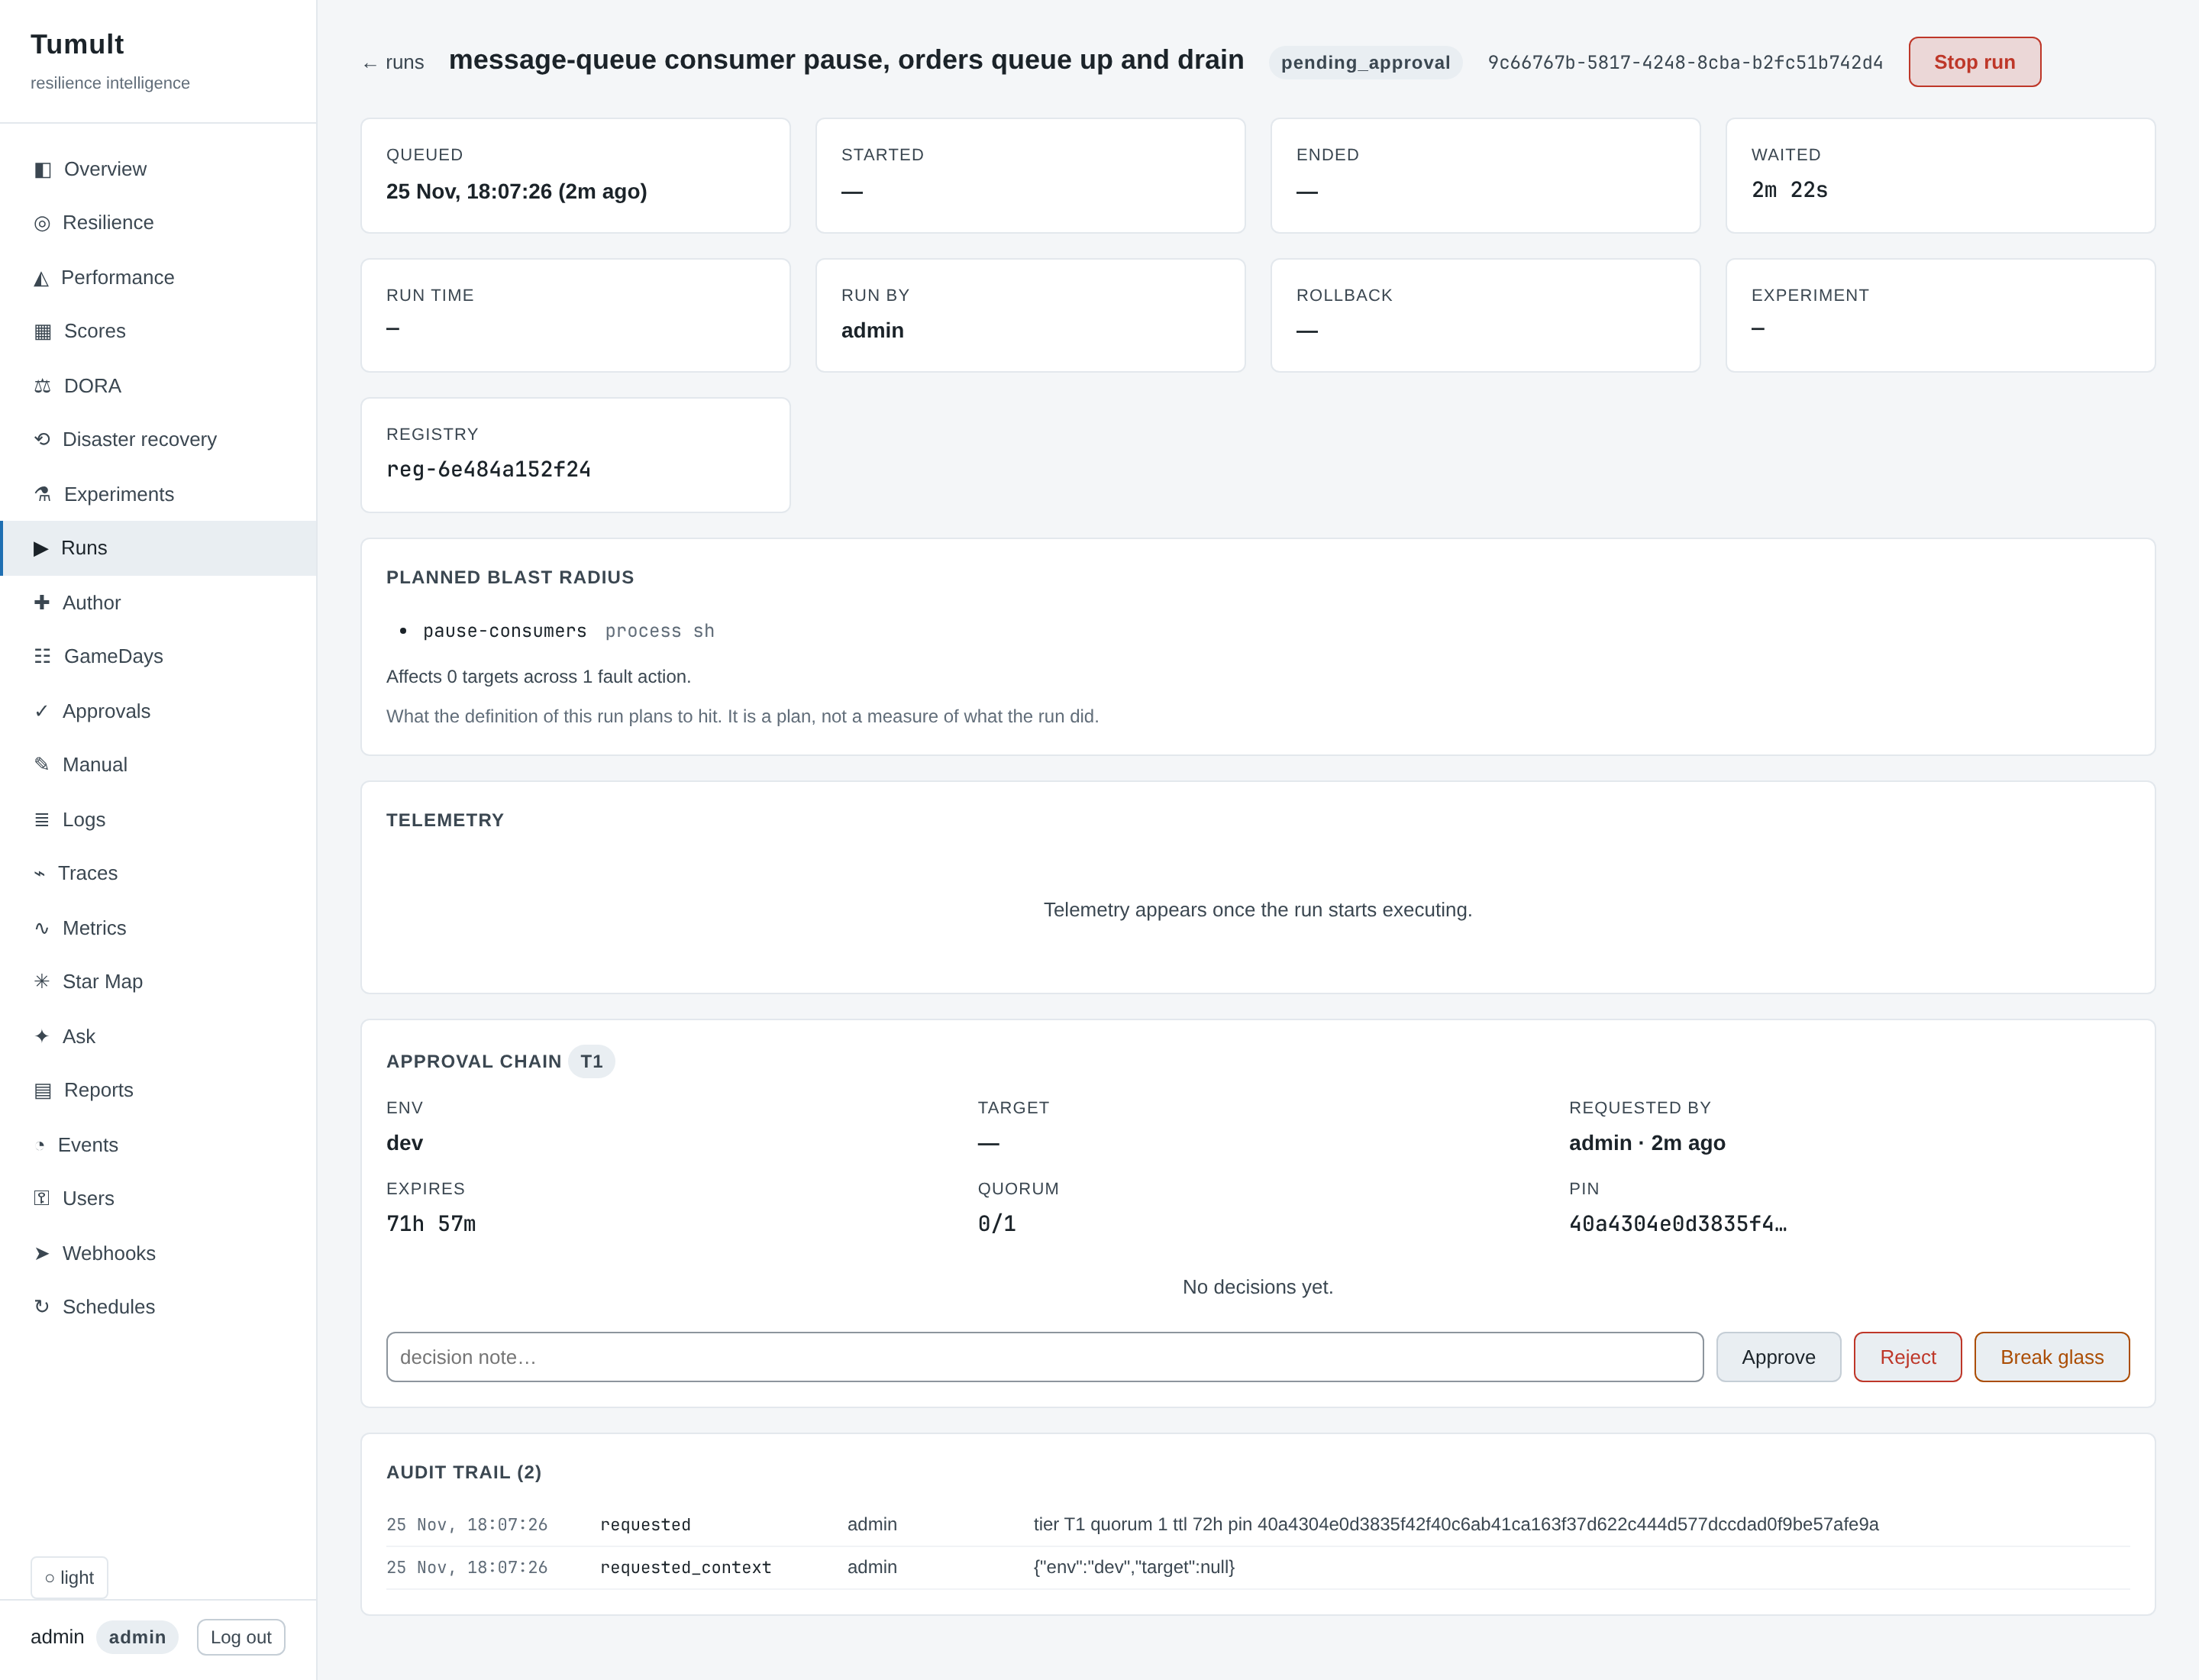 Tumult
resilience intelligence
Overview
Resilience
Performance
Scores
DORA
Disaster recovery
Experiments
Runs
Author
GameDays
Approvals
Manual
Logs
Traces
Metrics
Star Map
Ask
Reports
Events
Users
Webhooks
Schedules
○ light
admin admin Log out
← runs message-queue consumer pause, orders queue up and drain pending_approval 9c66767b-5817-4248-8cba-b2fc51b742d4 Stop run
QUEUED
25 Nov, 18:07:26 (2m ago)
STARTED
—
ENDED
—
WAITED
2m 22s
RUN TIME
—
RUN BY
admin
ROLLBACK
—
EXPERIMENT
—
REGISTRY
reg-6e484a152f24
PLANNED BLAST RADIUS
• pause-consumers process sh
Affects 0 targets across 1 fault action.
What the definition of this run plans to hit. It is a plan, not a measure of what the run did.
TELEMETRY
Telemetry appears once the run starts executing.
APPROVAL CHAIN T1
ENV
dev
TARGET
—
REQUESTED BY
admin · 2m ago
EXPIRES
71h 57m
QUORUM
0/1
PIN
40a4304e0d3835f4…
No decisions yet.
decision note… Approve Reject Break glass
AUDIT TRAIL (2)
25 Nov, 18:07:26 requested admin tier T1 quorum 1 ttl 72h pin 40a4304e0d3835f42f40c6ab41ca163f37d622c444d577dccdad0f9be57afe9a
25 Nov, 18:07:26 requested_context admin {"env":"dev","target":null}